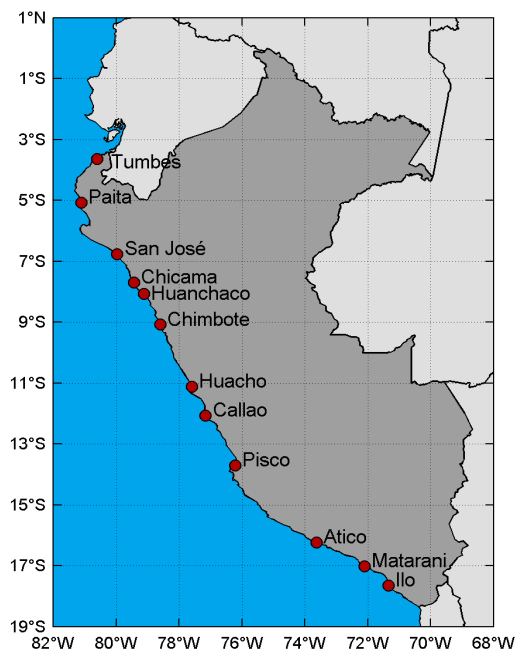 1°N
1°S
3°S
Tumbes
5°S
Paita
San José
7°S
Chicama
Huanchaco
9°S
Chimbote
11°S
Huacho
Callao
13°S
Pisco
15°S
Atico
17°S
Matarani
Ilo
19°S
82°W 80°W 78°W 76°W 74°W 72°W 70°W 68°W